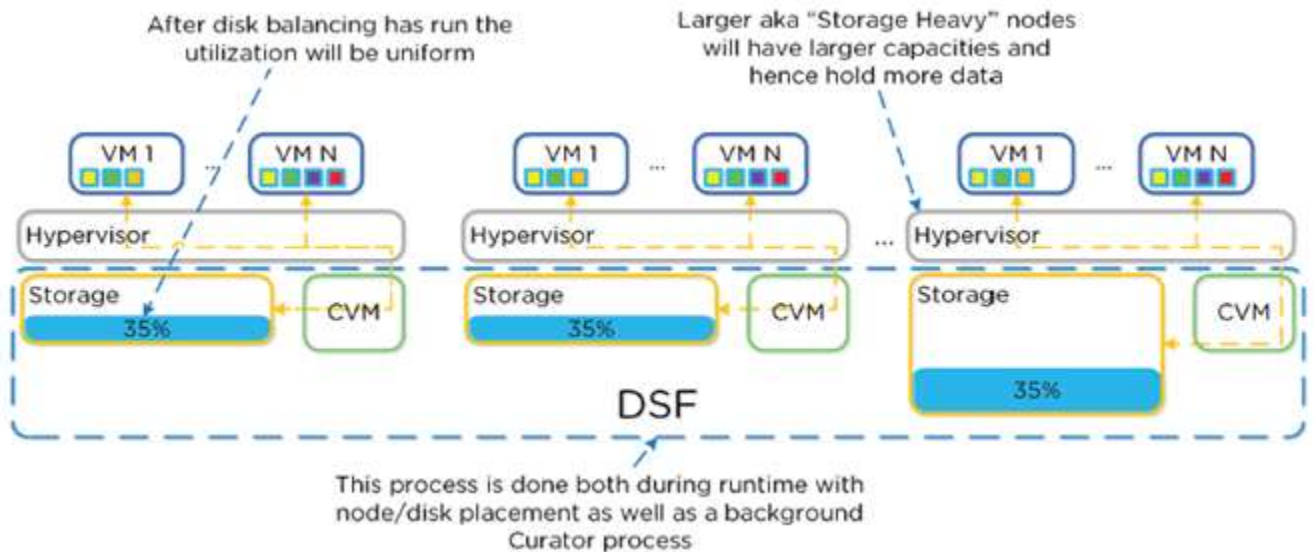 After disk balancing has run the
utilization will be uniform
Larger aka “Storage Heavy” nodes
will have larger capacities and
hence hold more data
VM 1
...
VM N
VM 1
...
VM N
VM 1
...
VM N
Hypervisor
Hypervisor
...
Hypervisor
Storage
35%
CVM
Storage
35%
CVM
Storage
35%
CVM
DSF
This process is done both during runtime with
node/disk placement as well as a background
Curator process